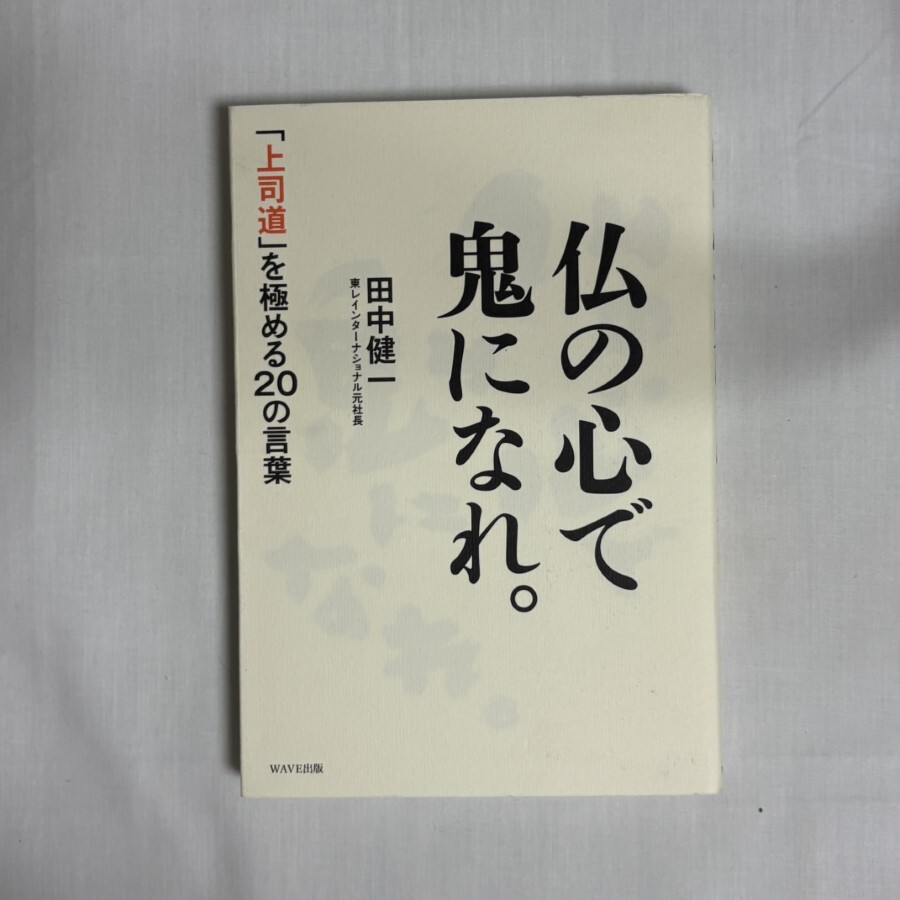 仏の心で
鬼になれ。
田中健一
東レインターナショナル元社長
「上司道」を極める20の言葉
WAVE出版